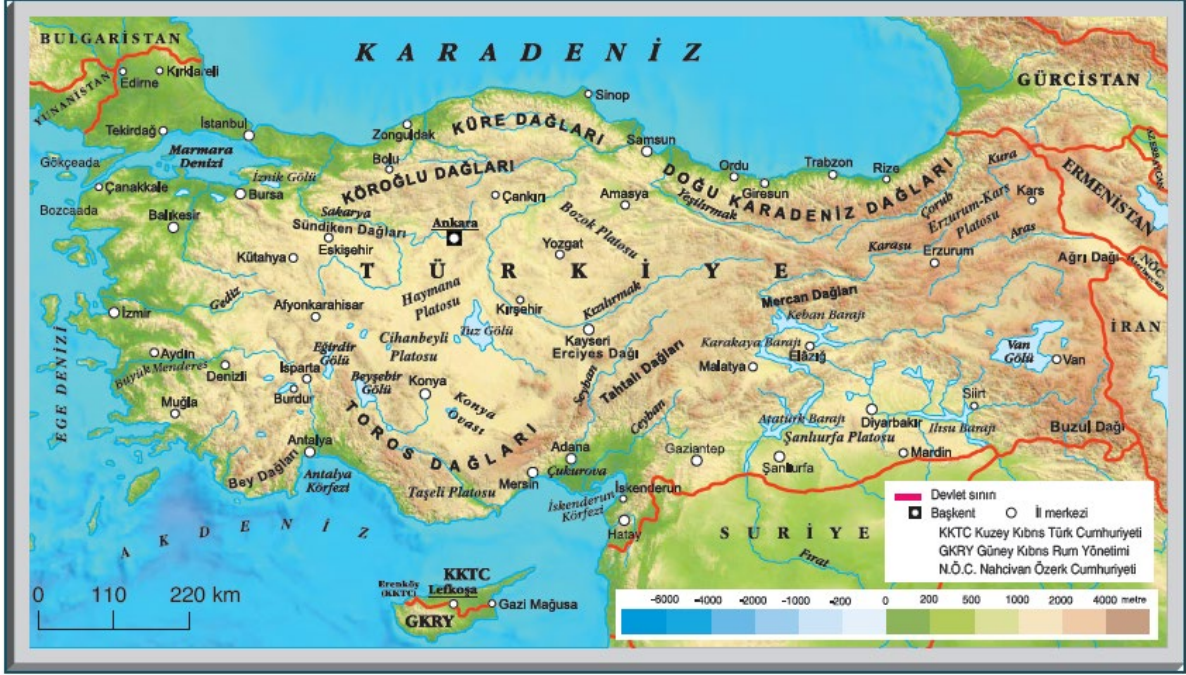 BULGARİSTAN
KARADENİZ
GÜRCİSTAN
YUNANİSTAN
Edirne
Kırklareli
Sinop
Tekirdağ
İstanbul
Zonguldak
KÜRE DAĞLARI
Samsun
Marmara
Denizi
Gökçeada
Bolu
KÖROĞLU DAĞLARI
Ordu
Giresun
Trabzon
Rize
DOĞU KARADENİZ DAĞLARI
Kura
ERMENİSTAN
Çanakkale
İznik Gölü
Bursa
Çankırı
Amasya
Yeşilırmak
Çoruh
Erzurum-Kars
Platosu
Kars
Bozcaada
Balıkesir
Sakarya
Sündiken Dağları
Eskişehir
Ankara
Bozok Platosu
Yozgat
Karasu
Erzurum
Aras
Ağrı Dağı
NÖC
Kütahya
TÜRKİYE
Gediz
Afyonkarahisar
Haymana
Platosu
Kırşehir
Kızılırmak
Mercan Dağları
Keban Barajı
İzmir
EGE DENİZİ
Cihanbeyli
Platosu
Tuz Gölü
Kayseri
Erciyes Dağı
Karakaya Barajı
Elâzığ
Malatya
Van
Gölü
Van
İRAN
Aydın
Büyük Menderes
Denizli
Eğirdir
Gölü
Isparta
Burdur
Beyşehir
Gölü
Konya
Konya
Ovası
Seyhan
Tahtalı Dağları
Ceyhan
Siirt
Muğla
TOROS DAĞLARI
Atatürk Barajı
Diyarbakır
Ilısu Barajı
Şanlıurfa Platosu
Buzul Dağı
Antalya
Bey Dağları
Antalya
Körfezi
Adana
Çukurova
Mersin
Taşeli Platosu
Gaziantep
Şanlıurfa
Mardin
İskenderun
İskenderun
Körfezi
Hatay
AKDENİZ
SURİYE
Fırat
Erenköy
(KKTC)
KKTC
Lefkoşa
Gazi Mağusa
GKRY
0 110 220 km
Devlet sınırı
Başkent
İl merkezi
KKTC Kuzey Kıbrıs Türk Cumhuriyeti
GKRY Güney Kıbrıs Rum Yönetimi
N.Ö.C. Nahcivan Özerk Cumhuriyeti
-6000 -4000 -2000 -1000 -200 0 200 500 1000 2000 4000 metre